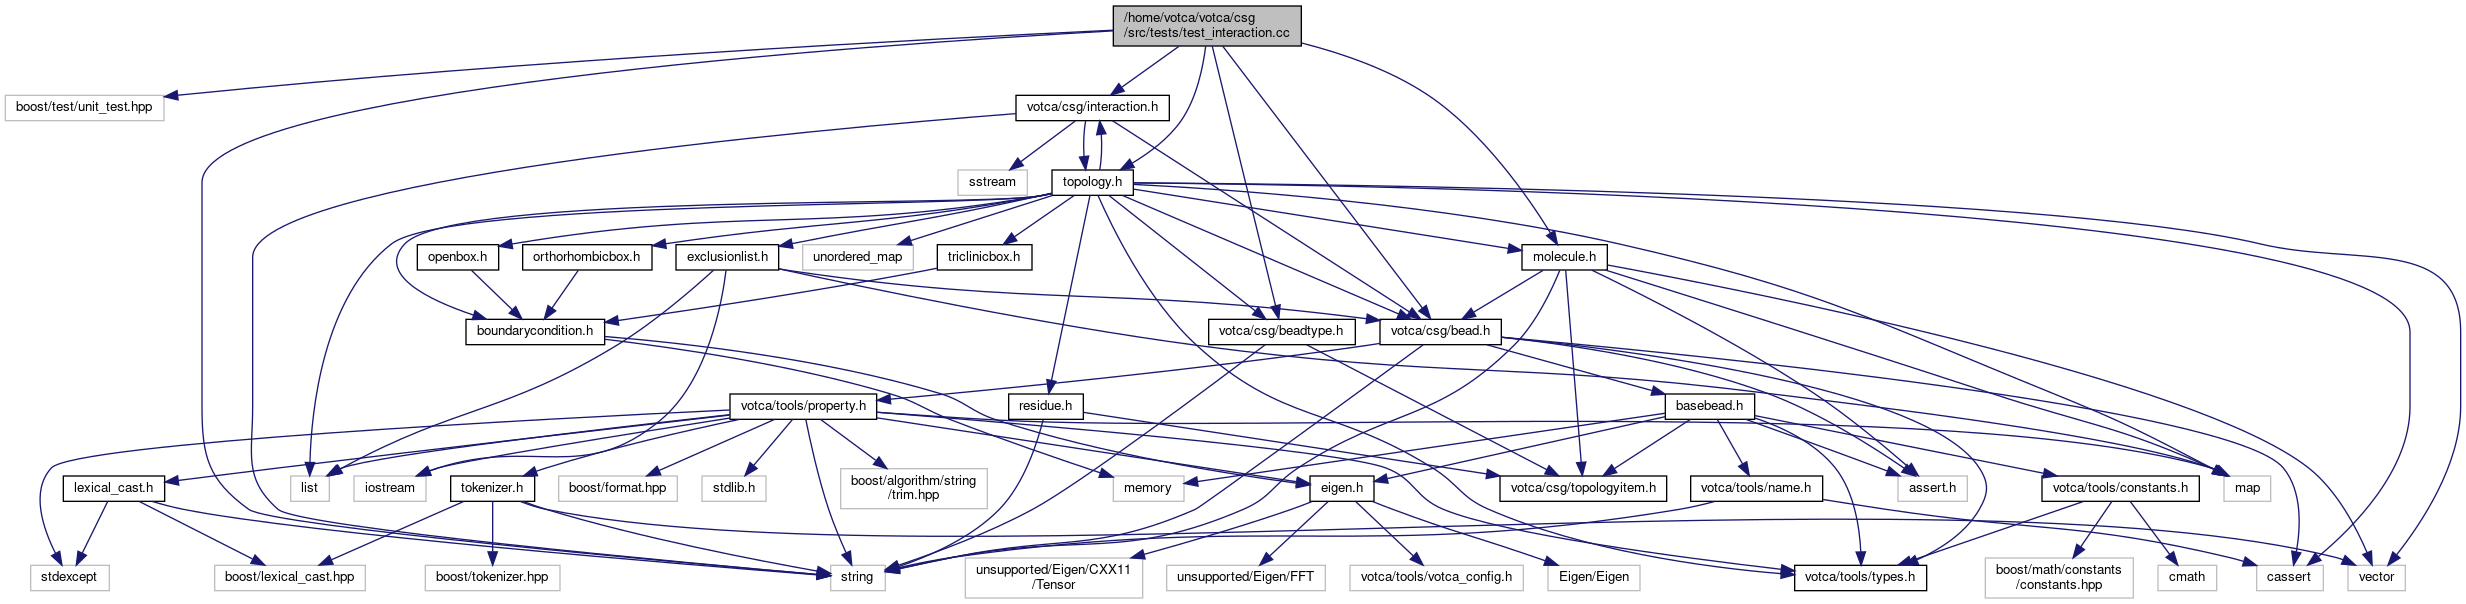 /home/votca/votca/csg
/src/tests/test_interaction.cc
boost/test/unit_test.hpp
votca/csg/interaction.h
sstream
topology.h
openbox.h
orthorhombicbox.h
exclusionlist.h
unordered_map
triclinicbox.h
molecule.h
boundarycondition.h
votca/csg/beadtype.h
votca/csg/bead.h
votca/tools/property.h
residue.h
basebead.h
lexical_cast.h
list
iostream
tokenizer.h
boost/format.hpp
stdlib.h
boost/algorithm/string
/trim.hpp
memory
eigen.h
votca/csg/topologyitem.h
votca/tools/name.h
assert.h
votca/tools/constants.h
map
stdexcept
boost/lexical_cast.hpp
boost/tokenizer.hpp
string
unsupported/Eigen/CXX11
/Tensor
unsupported/Eigen/FFT
votca/tools/votca_config.h
Eigen/Eigen
votca/tools/types.h
boost/math/constants
/constants.hpp
cmath
cassert
vector